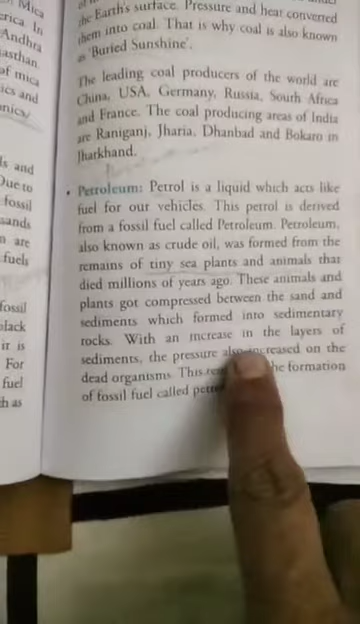 Mica
erica In
Andhra
asthan.
of mica
ics and
onics/
ls and
Due to
fossil
sands
n are
fuels
fossil
black
it is
For
fuel
h as
the Earth's surface. Pressure and heat converted
them into coal. That is why coal is also known
as 'Buried Sunshine'.
The leading coal producers of the world are
China, USA, Germany, Russia, South Africa
and France. The coal producing areas of India
are Raniganj, Jharia, Dhanbad and Bokaro in
Jharkhand.
• Petroleum: Petrol is a liquid which acts like
fuel for our vehicles. This petrol is derived
from a fossil fuel called Petroleum. Petroleum,
also known as crude oil, was formed from the
remains of tiny sea plants and animals that
died millions of years ago. These animals and
plants got compressed between the sand and
sediments which formed into sedimentary
rocks. With an increase in the layers of
sediments, the pressure also increased on the
dead organisms. This he formation
of fossil fuel called